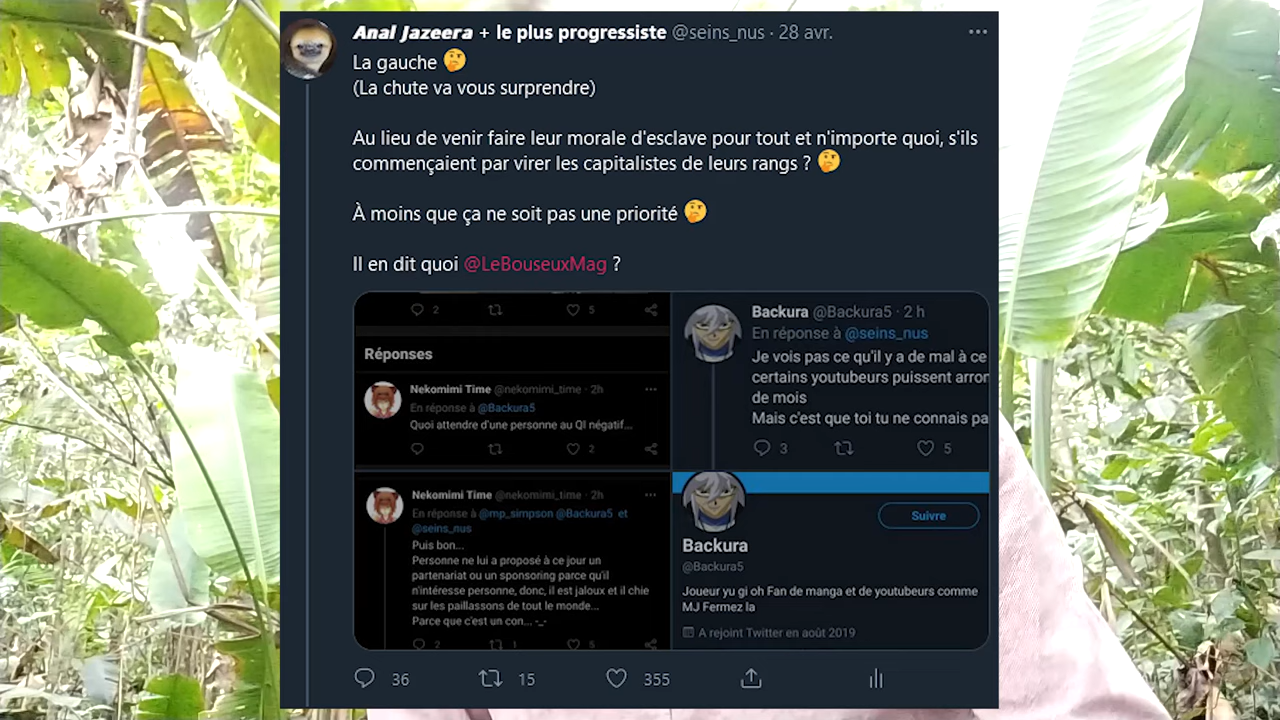 Anal Jazeera + le plus progressiste @seins_nus · 28 avr.
La gauche 🤔
(La chute va vous surprendre)
Au lieu de venir faire leur morale d'esclave pour tout et n'importe quoi, s'ils
commençaient par virer les capitalistes de leurs rangs ? 🤔
À moins que ça ne soit pas une priorité 🤔
Il en dit quoi @LeBouseuxMag ?
2 5
Réponses
Nekomimi Time @nekomimi_time · 2h
En réponse à @Backura5
Quoi attendre d'une personne au QI négatif...
2
Backura @Backura5 · 2 h
En réponse à @seins_nus
Je vois pas ce qu'il y a de mal à ce
certains youtubeurs puissent arron
de mois
Mais c'est que toi tu ne connais pa
3 5
Nekomimi Time @nekomimi_time · 2h
En réponse à @mp_simpson @Backura5 et
@seins_nus
Puis bon...
Personne ne lui a proposé à ce jour un
partenariat ou un sponsoring parce qu'il
n'intéresse personne, donc, il est jaloux et il chie
sur les paillassons de tout le monde...
Parce que c'est un con... -_-
2 1 5
Suivre
Backura
@Backura5
Joueur yu gi oh Fan de manga et de youtubeurs comme
MJ Fermez la
A rejoint Twitter en août 2019
36 15 355